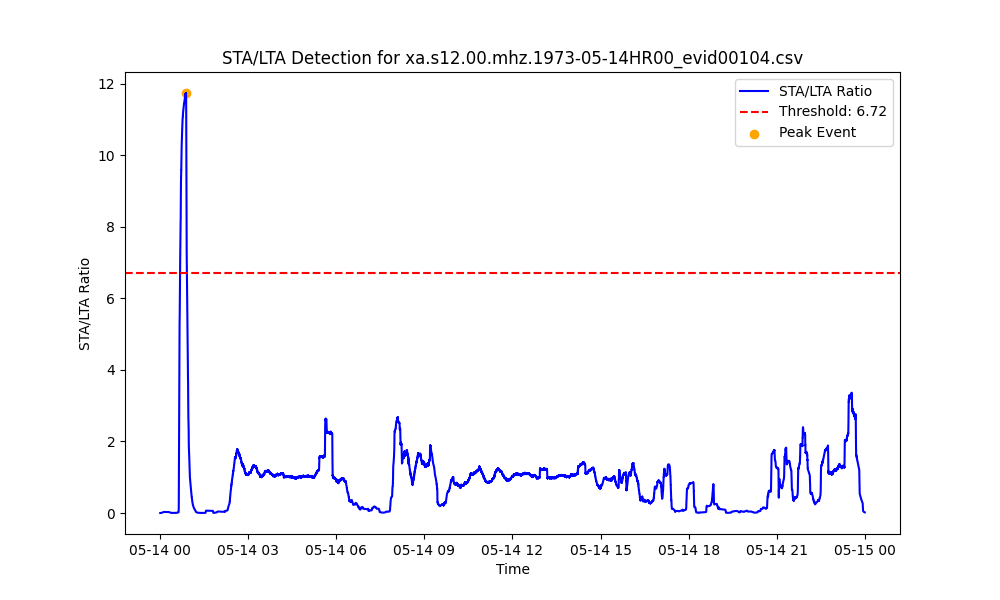 STA/LTA Detection for xa.s12.00.mhz.1973-05-14HR00_evid00104.csv
STA/LTA Ratio
Threshold: 6.72
Peak Event
12
10
8
6
4
2
0
STA/LTA Ratio
05-14 00
05-14 03
05-14 06
05-14 09
05-14 12
05-14 15
05-14 18
05-14 21
05-15 00
Time